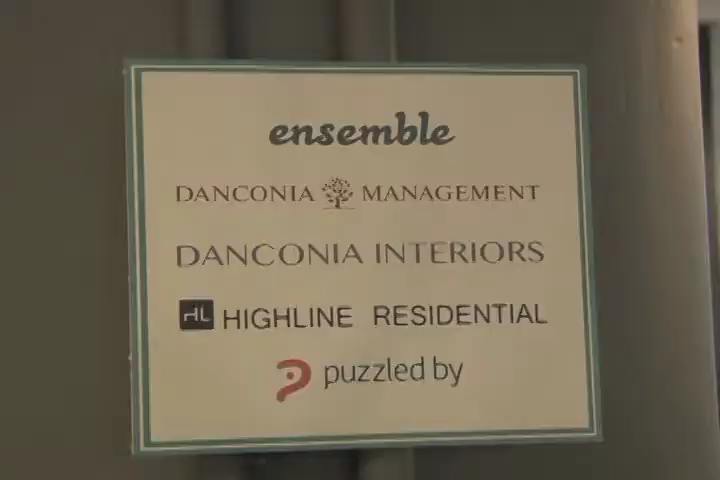 ensemble
DANCONIA MANAGEMENT
DANCONIA INTERIORS
HL HIGHLINE RESIDENTIAL
puzzled by